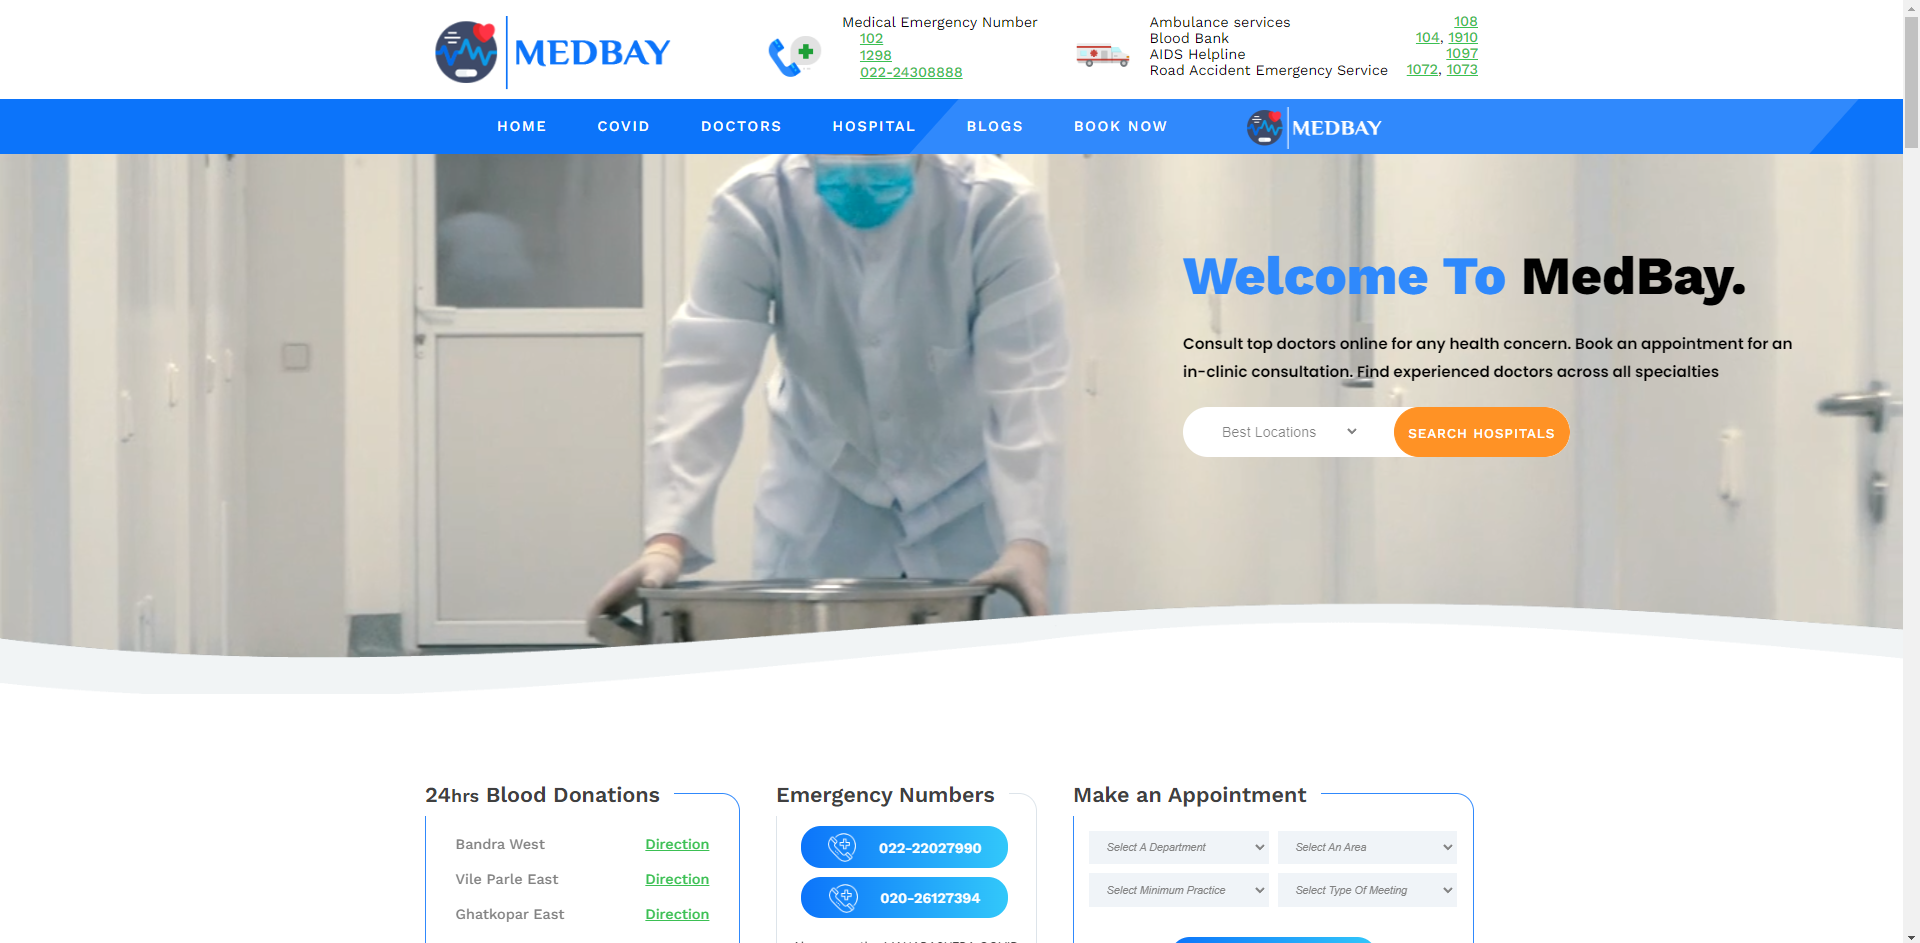 MEDBAY
Medical Emergency Number
102
1298
022-24308888
Ambulance services 108
Blood Bank 104, 1910
AIDS Helpline 1097
Road Accident Emergency Service 1072, 1073
HOME COVID DOCTORS HOSPITAL BLOGS BOOK NOW MEDBAY
Welcome To MedBay.
Consult top doctors online for any health concern. Book an appointment for an
in-clinic consultation. Find experienced doctors across all specialties
Best Locations SEARCH HOSPITALS
24hrs Blood Donations
Bandra West Direction
Vile Parle East Direction
Ghatkopar East Direction
Emergency Numbers
022-22027990
020-26127394
Make an Appointment
Select A Department Select An Area
Select Minimum Practice Select Type Of Meeting